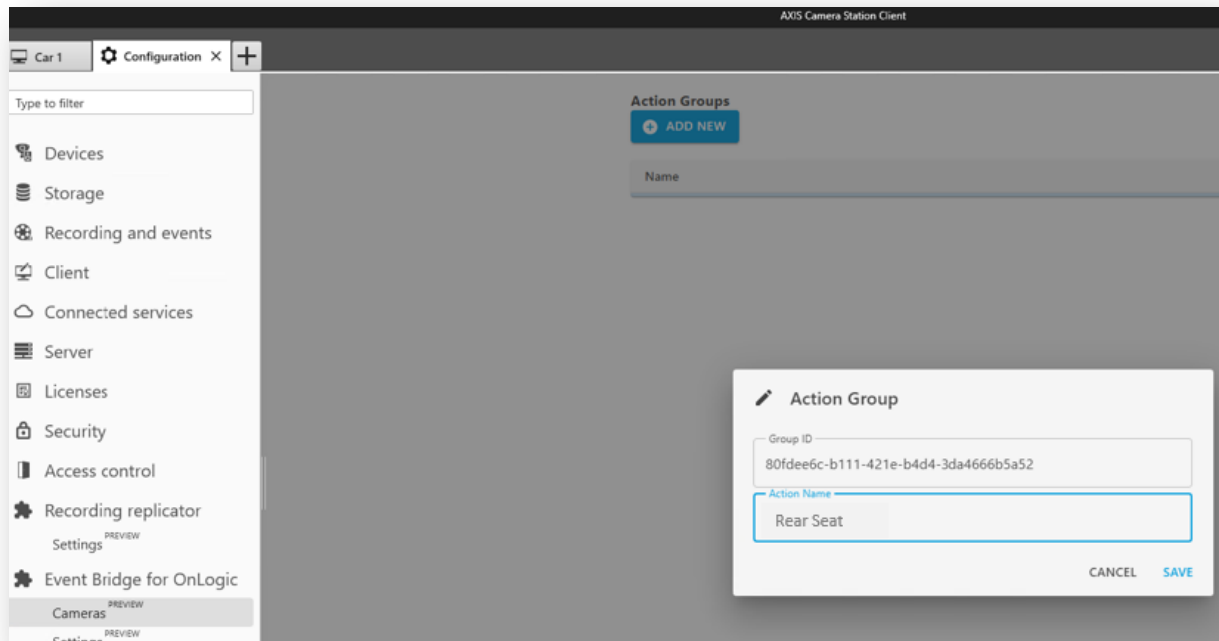 AXIS Camera Station Client
Car 1
Configuration
Type to filter
Devices
Storage
Recording and events
Client
Connected services
Server
Licenses
Security
Access control
Recording replicator
Settings PREVIEW
Event Bridge for OnLogic
Cameras PREVIEW
Settings PREVIEW
Action Groups
ADD NEW
Name
Action Group
Group ID
80fdee6c-b111-421e-b4d4-3da4666b5a52
Action Name
Rear Seat
CANCEL SAVE